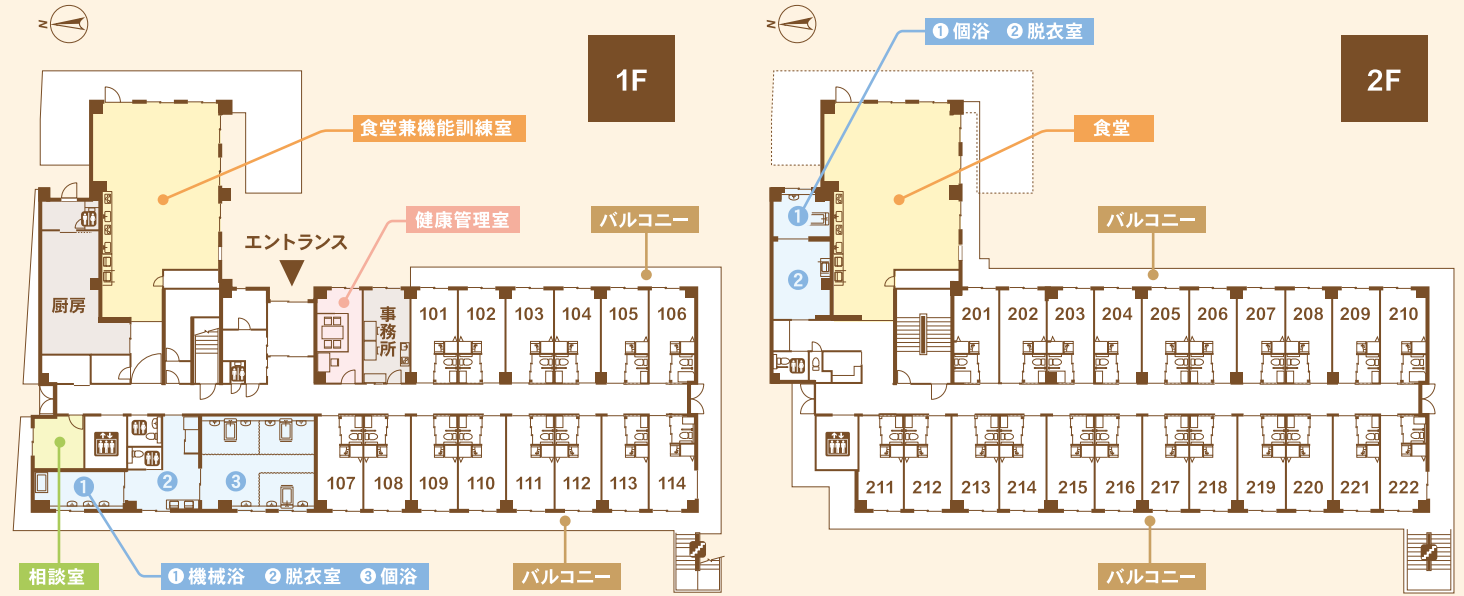 N
1F
食堂兼機能訓練室
健康管理室
バルコニー
エントランス
厨房
事務所
101 102 103 104 105 106
107 108 109 110 111 112 113 114
❶
❷
❸
相談室
❶機械浴 ❷脱衣室 ❸個浴
バルコニー
N
❶個浴 ❷脱衣室
2F
食堂
❶
❷
バルコニー
201 202 203 204 205 206 207 208 209 210
211 212 213 214 215 216 217 218 219 220 221 222
バルコニー